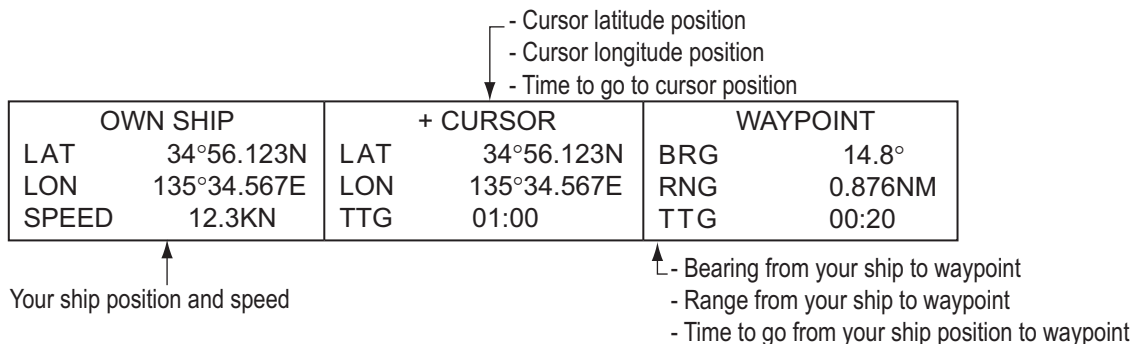 - Cursor latitude position
- Cursor longitude position
- Time to go to cursor position
OWN SHIP
LAT 34°56.123N
LON 135°34.567E
SPEED 12.3KN
+ CURSOR
LAT 34°56.123N
LON 135°34.567E
TTG 01:00
WAYPOINT
BRG 14.8°
RNG 0.876NM
TTG 00:20
Your ship position and speed
- Bearing from your ship to waypoint
- Range from your ship to waypoint
- Time to go from your ship position to waypoint